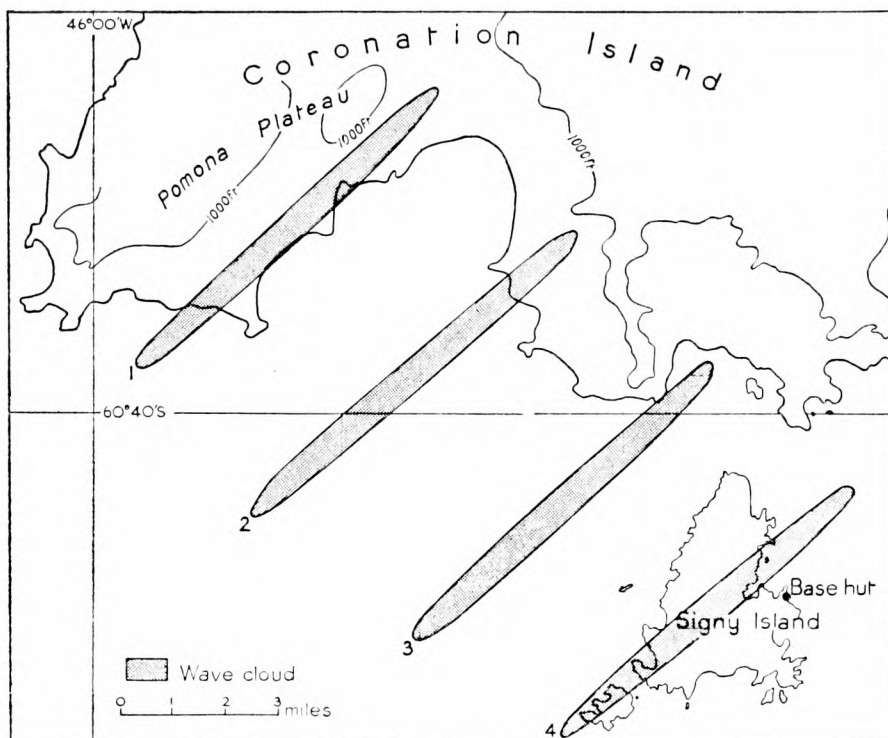 46°00'W
Coronation Island
Pomona Plateau
1000Ft
1000Ft
1000Ft
1
60°40'S
2
3
4
Base hut
Signy Island
Wave cloud
0 1 2 3
miles